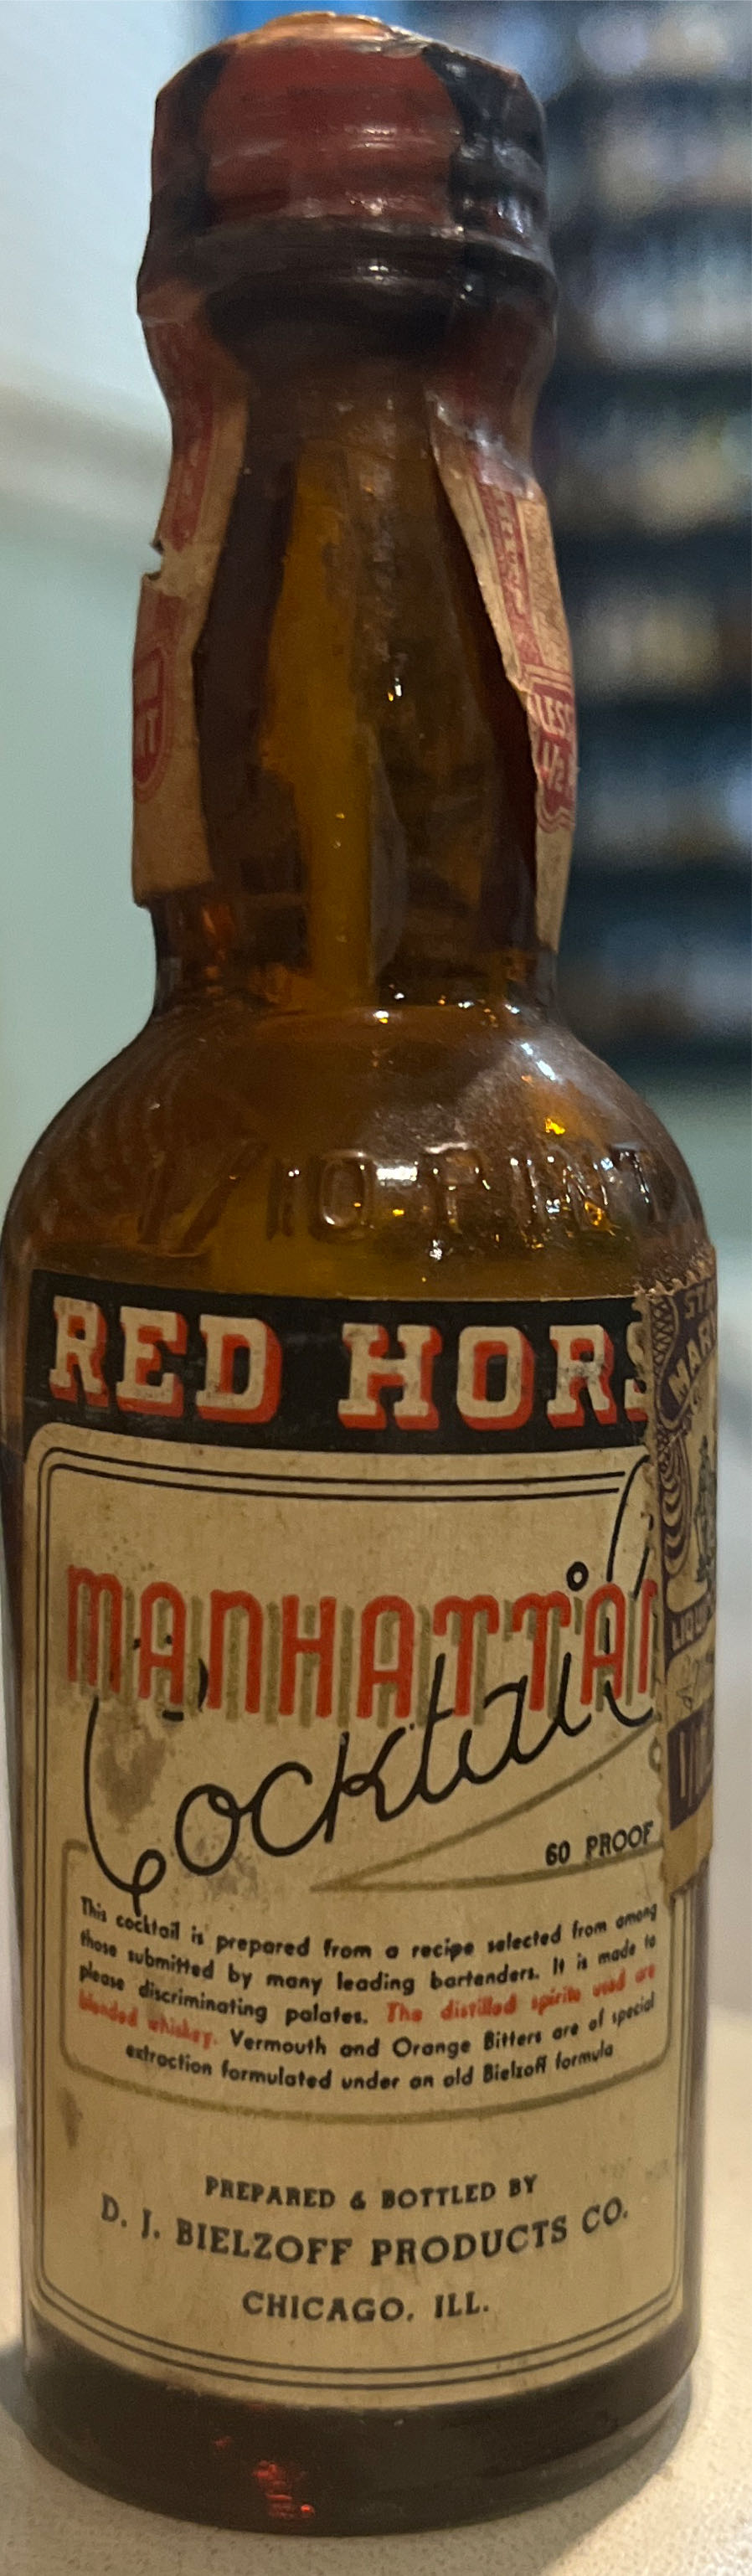 1/10 PINT
RED HORS
MANHATTAN
Cocktail
60 PROOF
This cocktail is prepared from a recipe selected from among
those submitted by many leading bartenders. It is made to
please discriminating palates. The distilled spirits used are
blended whiskey. Vermouth and Orange Bitters are of special
extraction formulated under an old Bielzoff formula
PREPARED & BOTTLED BY
D. J. BIELZOFF PRODUCTS CO.
CHICAGO, ILL.